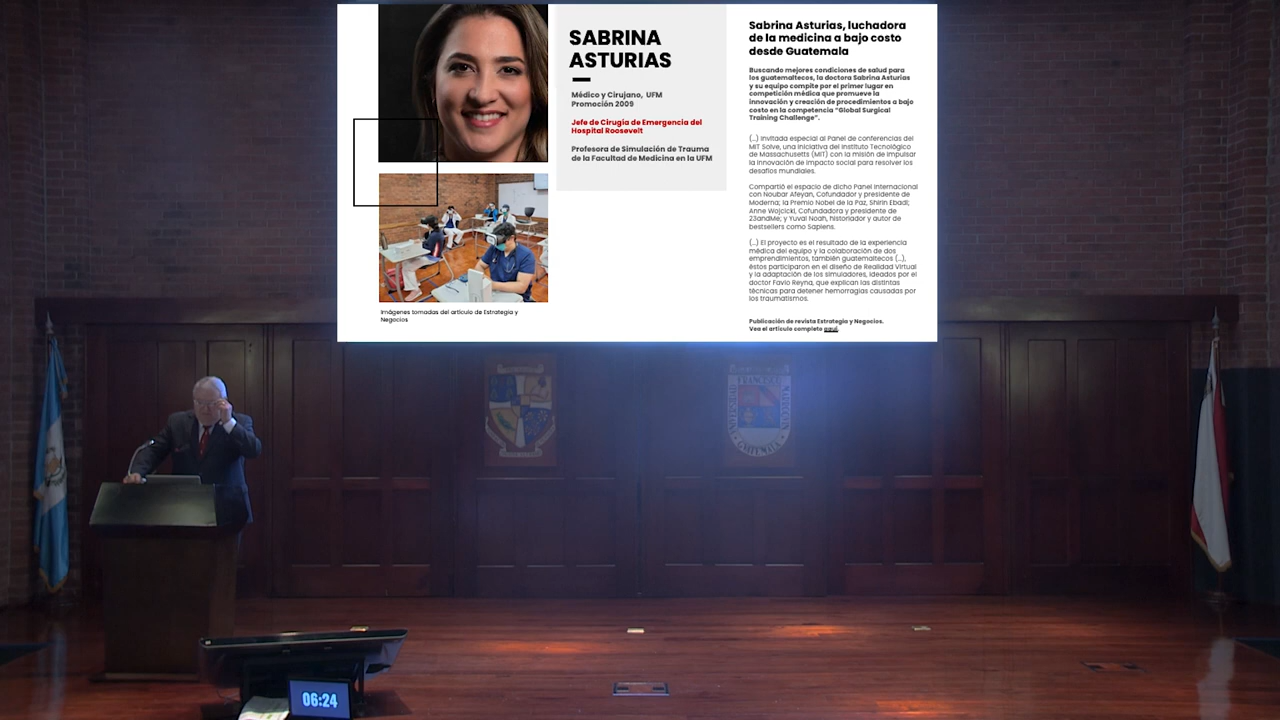 SABRINA
ASTURIAS
Médico y Cirujano, UFM
Promoción 2009
Jefe de Cirugía de Emergencia del
Hospital Roosevelt
Profesora de Simulación de Trauma
de la Facultad de Medicina en la UFM
Imágenes tomadas del artículo de Estrategia y
Negocios
Sabrina Asturias, luchadora
de la medicina a bajo costo
desde Guatemala
Buscando mejores condiciones de salud para
los guatemaltecos, la doctora Sabrina Asturias
y su equipo compite por el primer lugar en
competición médica que promueve la
innovación y creación de procedimientos a bajo
costo en la competencia “Global Surgical
Training Challenge”.
(...) Invitada especial al Panel de conferencias del
MIT Solve, una iniciativa del Instituto Tecnológico
de Massachusetts (MIT) con la misión de impulsar
la innovación de impacto social para resolver los
desafíos mundiales.
Compartió el espacio de dicho Panel Internacional
con Noubar Afeyan, Cofundador y presidente de
Moderna; la Premio Nobel de la Paz, Shirin Ebadi;
Anne Wojcicki, Cofundadora y presidente de
23andMe; y Yuval Noah, historiador y autor de
bestsellers como Sapiens.
(...) El proyecto es el resultado de la experiencia
médica del equipo y la colaboración de dos
emprendimientos, también guatemaltecos (...),
éstos participaron en el diseño de Realidad Virtual
y la adaptación de los simuladores, ideados por el
doctor Favio Reyna, que explican las distintas
técnicas para detener hemorragias causadas por
los traumatismos.
Publicación de revista Estrategia y Negocios.
Vea el artículo completo aquí.
UNIVERSIDAD FRANCISCO MARROQUIN
GUATEMALA
06:24